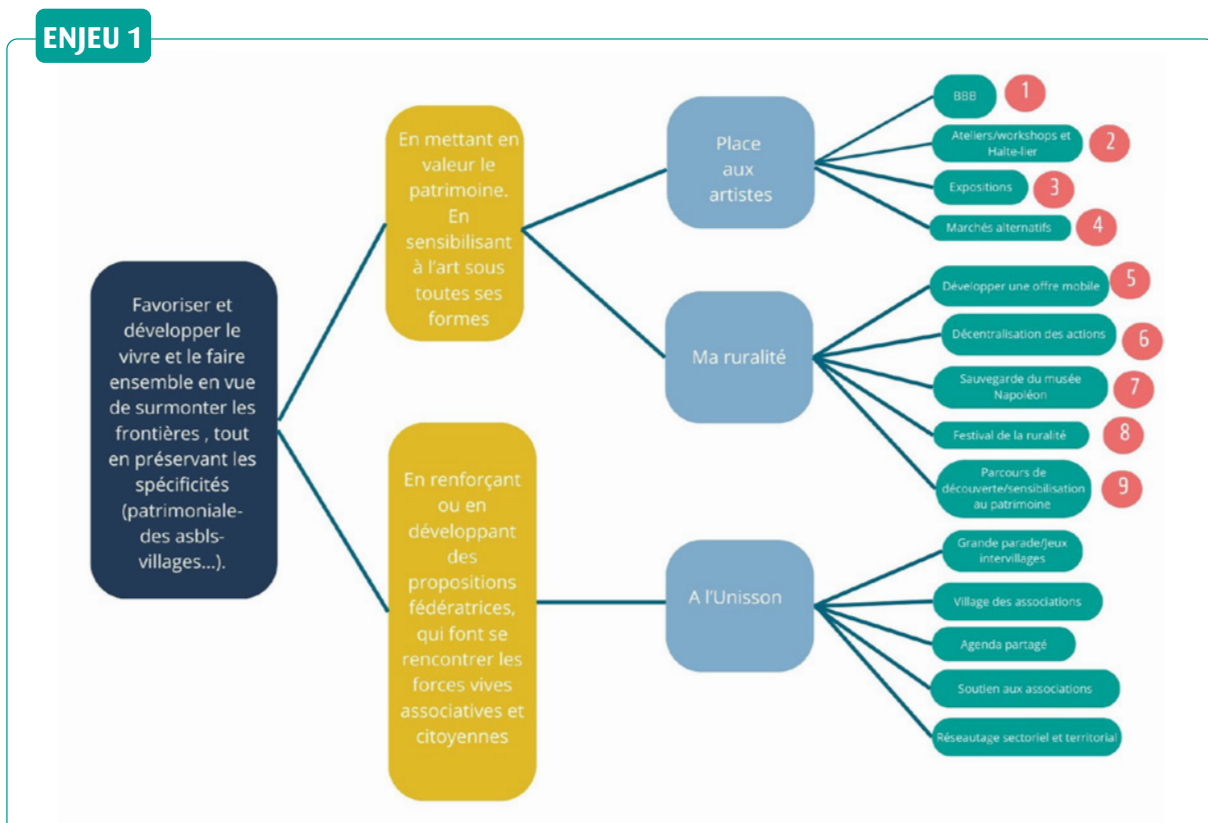 ENJEU 1
Favoriser et
développer le
vivre et le faire
ensemble en vue
de surmonter les
frontières , tout
en préservant les
spécificités
(patrimoniale-
des asbls-
villages...).
En mettant en
valeur le
patrimoine.
En
sensibilisant
à l'art sous
toutes ses
formes
En renforçant
ou en
développant
des
propositions
fédératrices,
qui font se
rencontrer les
forces vives
associatives et
citoyennes
Place
aux
artistes
Ma ruralité
A l'Unisson
BBB
1
Ateliers/workshops et
Halte-lier
2
Expositions
3
Marchés alternatifs
4
Développer une offre mobile
5
Décentralisation des actions
6
Sauvegarde du musée
Napoléon
7
Festival de la ruralité
8
Parcours de
découverte/sensibilisation
au patrimoine
9
Grande parade/Jeux
intervillages
Village des associations
Agenda partagé
Soutien aux associations
Réseautage sectoriel et territorial